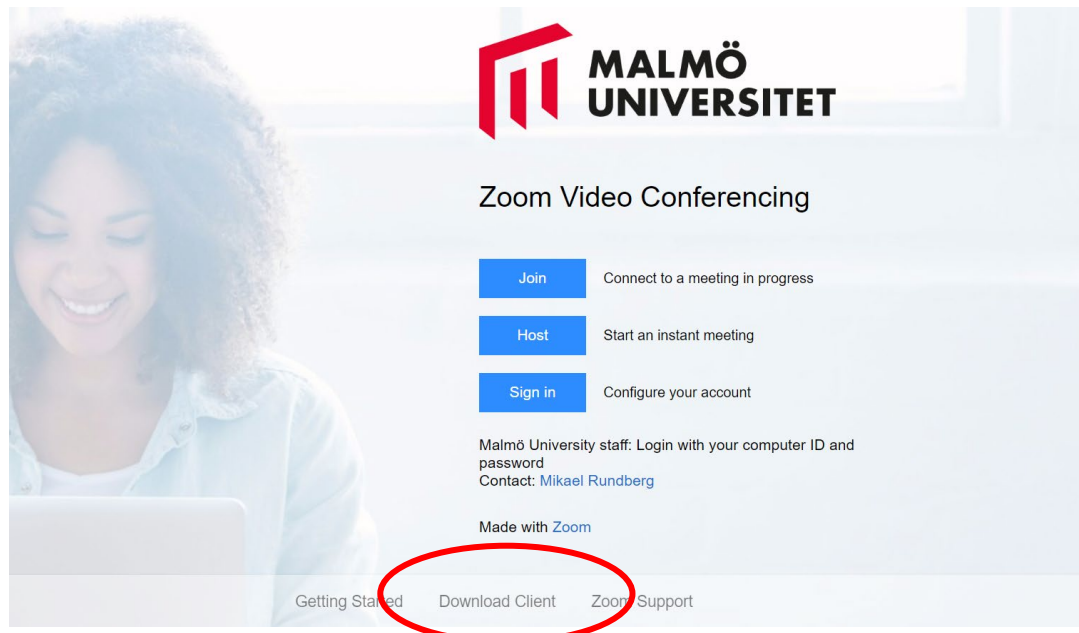 MALMÖ
UNIVERSITET
Zoom Video Conferencing
Join Connect to a meeting in progress
Host Start an instant meeting
Sign in Configure your account
Malmö University staff: Login with your computer ID and
password
Contact: Mikael Rundberg
Made with Zoom
Getting Started Download Client Zoom Support